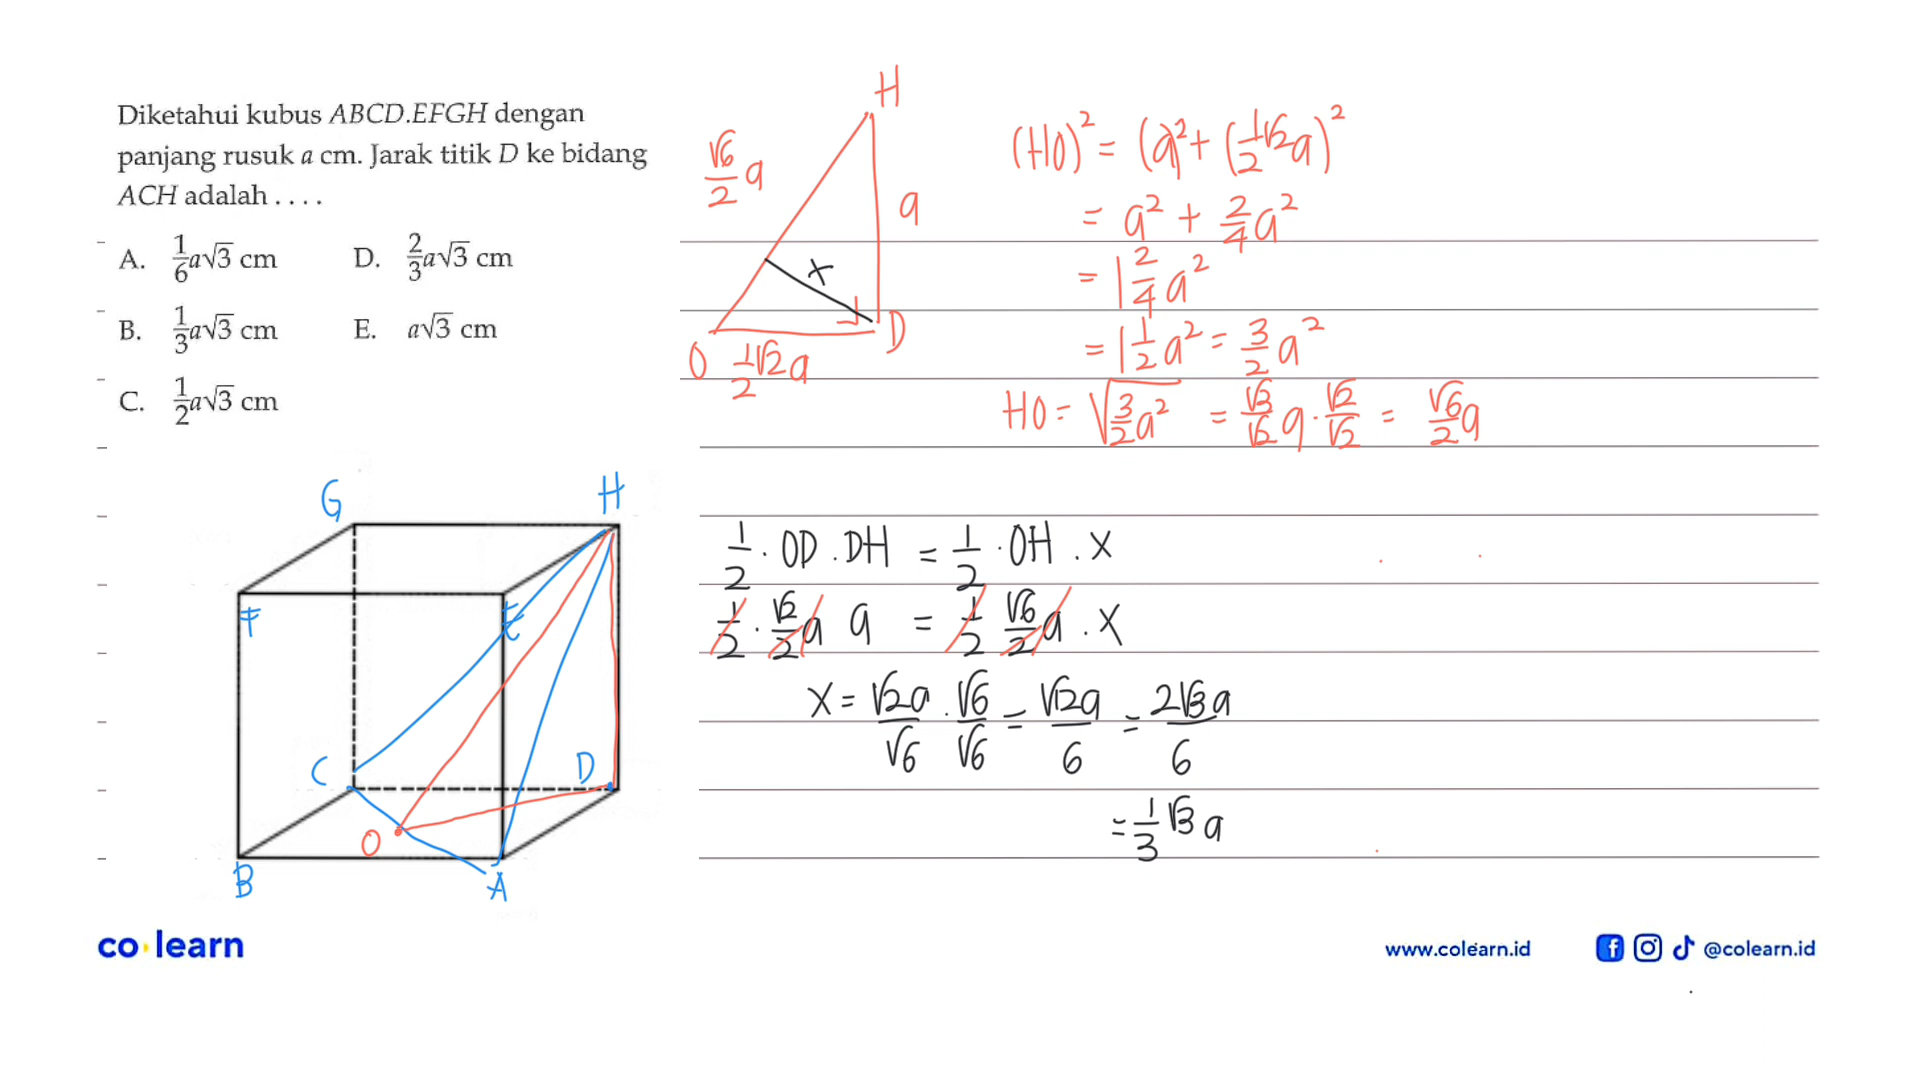 Diketahui kubus ABCD.EFGH dengan
panjang rusuk a cm. Jarak titik D ke bidang
ACH adalah . . . .
A. 1/6 a√3 cm
D. 2/3 a√3 cm
B. 1/3 a√3 cm
E. a√3 cm
C. 1/2 a√3 cm
G
H
F
E
C
D
O
B
A
H
√6/2 a
a
x
O
1/2 √2 a
D
(HO)² = (a)² + (1/2 √2 a)²
= a² + 2/4 a²
= 1 2/4 a²
= 1 1/2 a² = 3/2 a²
HO = √(3/2 a²) = √3/√2 a . √2/√2 = √6/2 a
1/2 . OD . DH = 1/2 . OH . x
1/2 . √2/2 a a = 1/2 √6/2 a . x
x = √2a/√6 . √6/√6 = √12a/6 = 2√3a/6
= 1/3 √3 a
co learn
www.colearn.id
@colearn.id